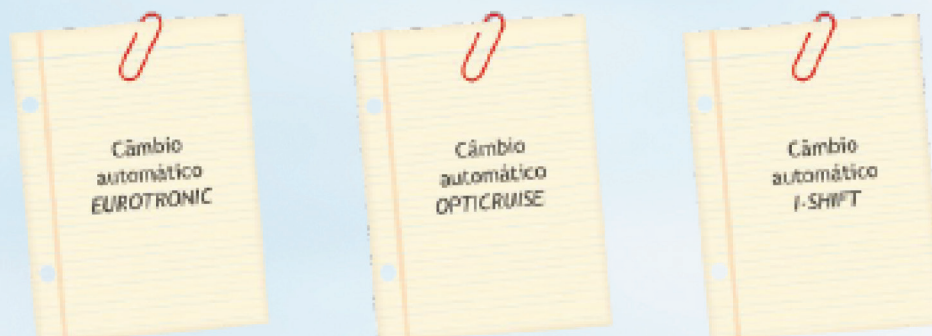 Câmbio
automático
EUROTRONIC
Câmbio
automático
OPTICRUISE
Câmbio
automático
I-SHIFT